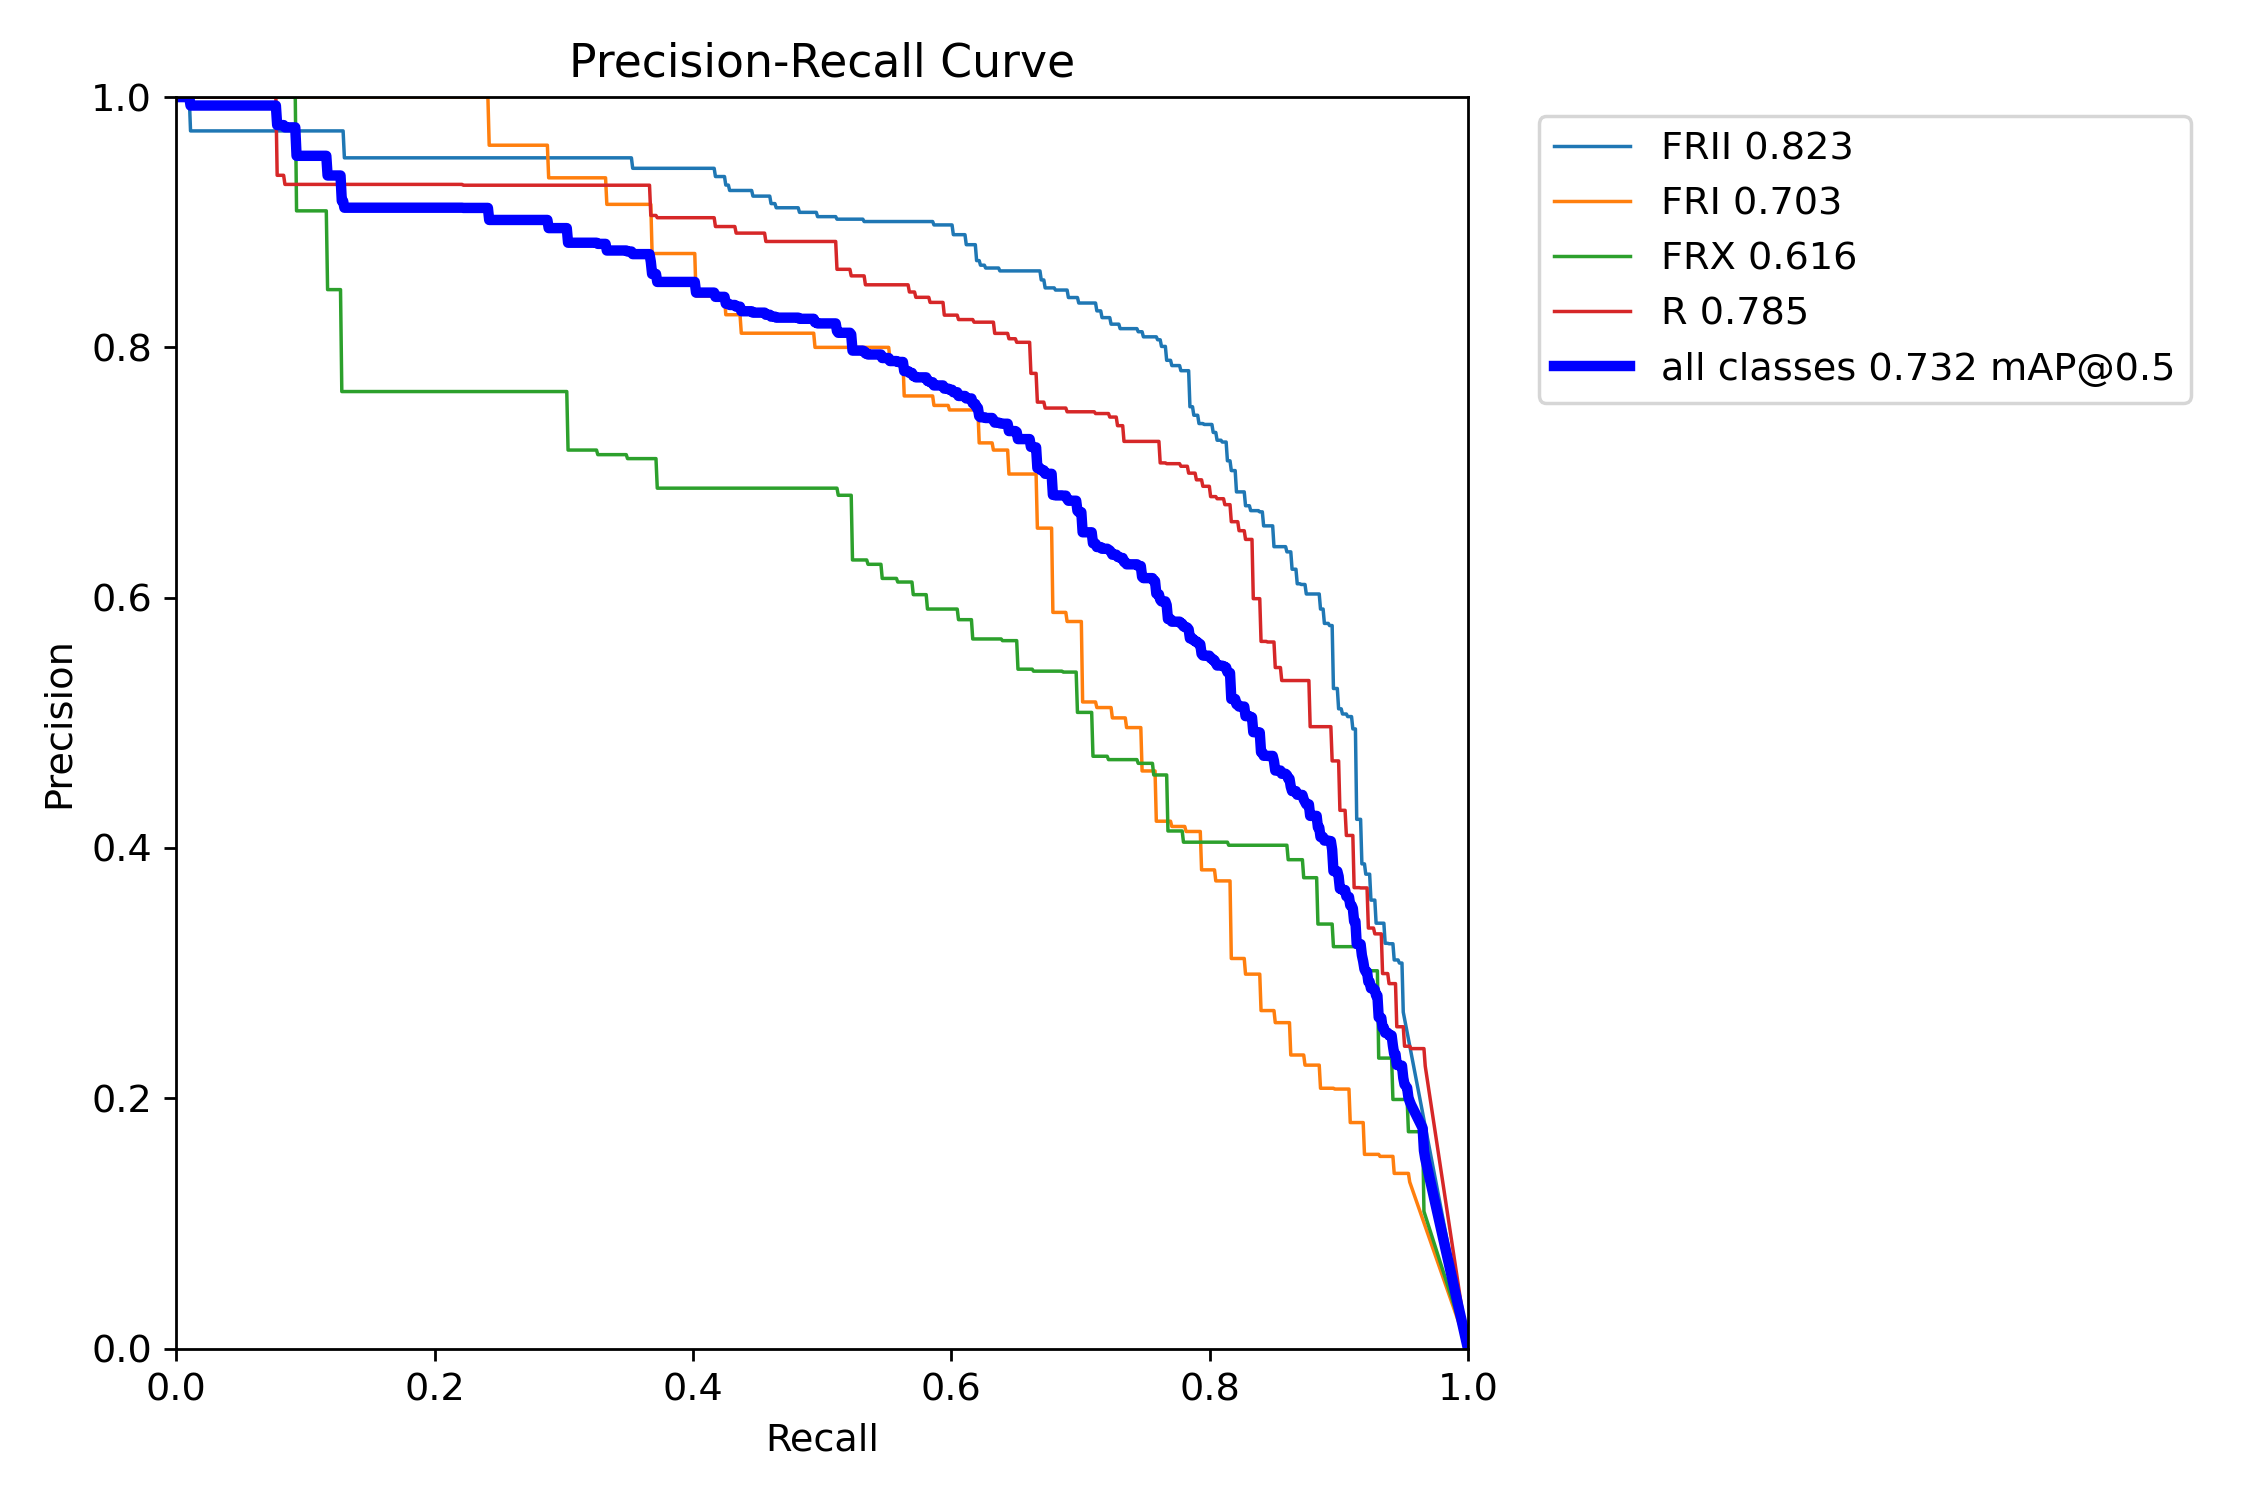 Precision-Recall Curve
1.0
0.8
0.6
0.4
0.2
0.0
Precision
0.0 0.2 0.4 0.6 0.8 1.0
Recall
FRII 0.823
FRI 0.703
FRX 0.616
R 0.785
all classes 0.732 mAP@0.5